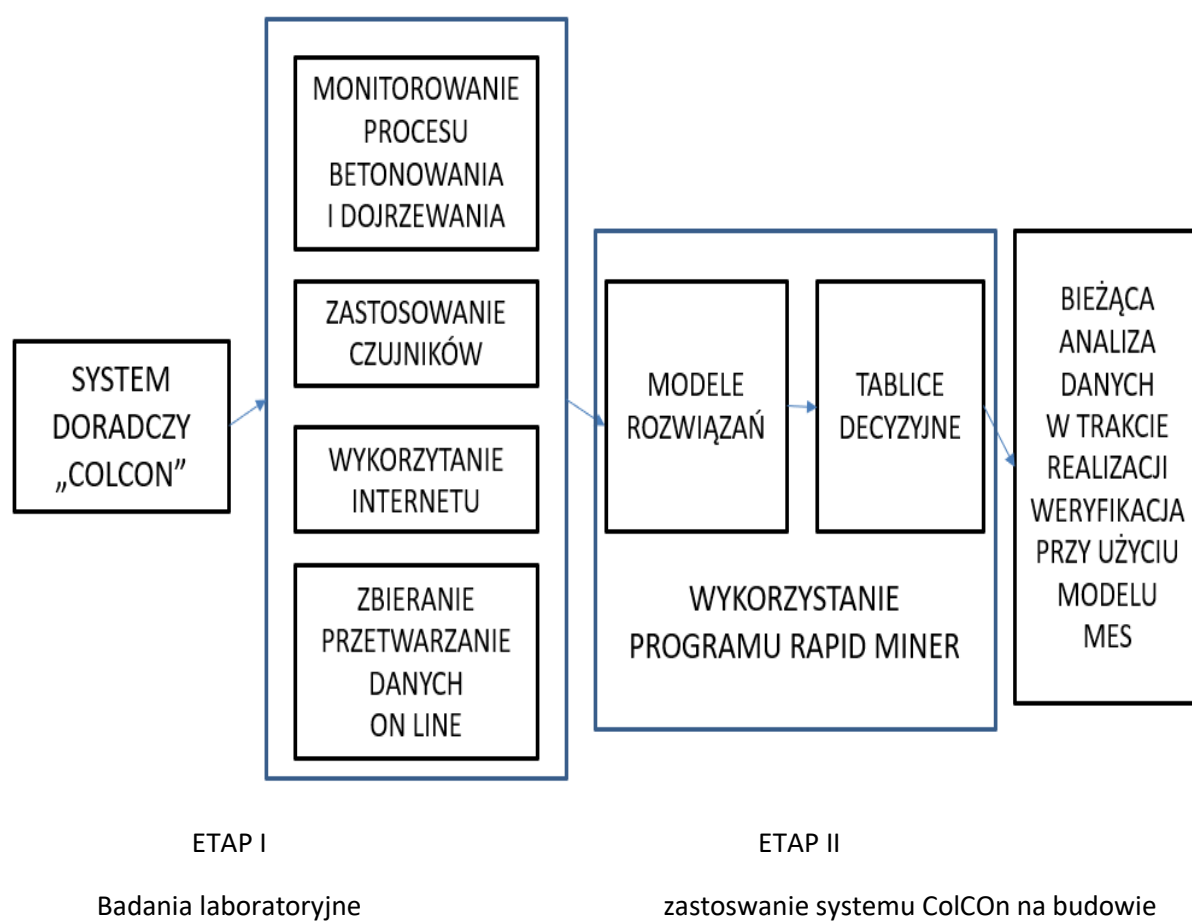 SYSTEM
DORADCZY
„COLCON”
MONITOROWANIE
PROCESU
BETONOWANIA
I DOJRZEWANIA
ZASTOSOWANIE
CZUJNIKÓW
WYKORZYTANIE
INTERNETU
ZBIERANIE
PRZETWARZANIE
DANYCH
ON LINE
MODELE
ROZWIĄZAŃ
TABLICE
DECYZYJNE
WYKORZYSTANIE
PROGRAMU RAPID MINER
BIEŻĄCA
ANALIZA
DANYCH
W TRAKCIE
REALIZACJI
WERYFIKACJA
PRZY UŻYCIU
MODELU
MES
ETAP I
ETAP II
Badania laboratoryjne
zastoswanie systemu ColCOn na budowie